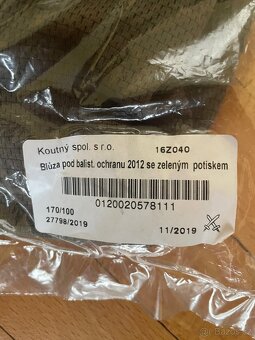 Koutný spol. s r.o. 16Z040
Blůza pod balist. ochranu 2012 se zeleným potiskem
0120020578111
170/100
27798/2019 11/2019